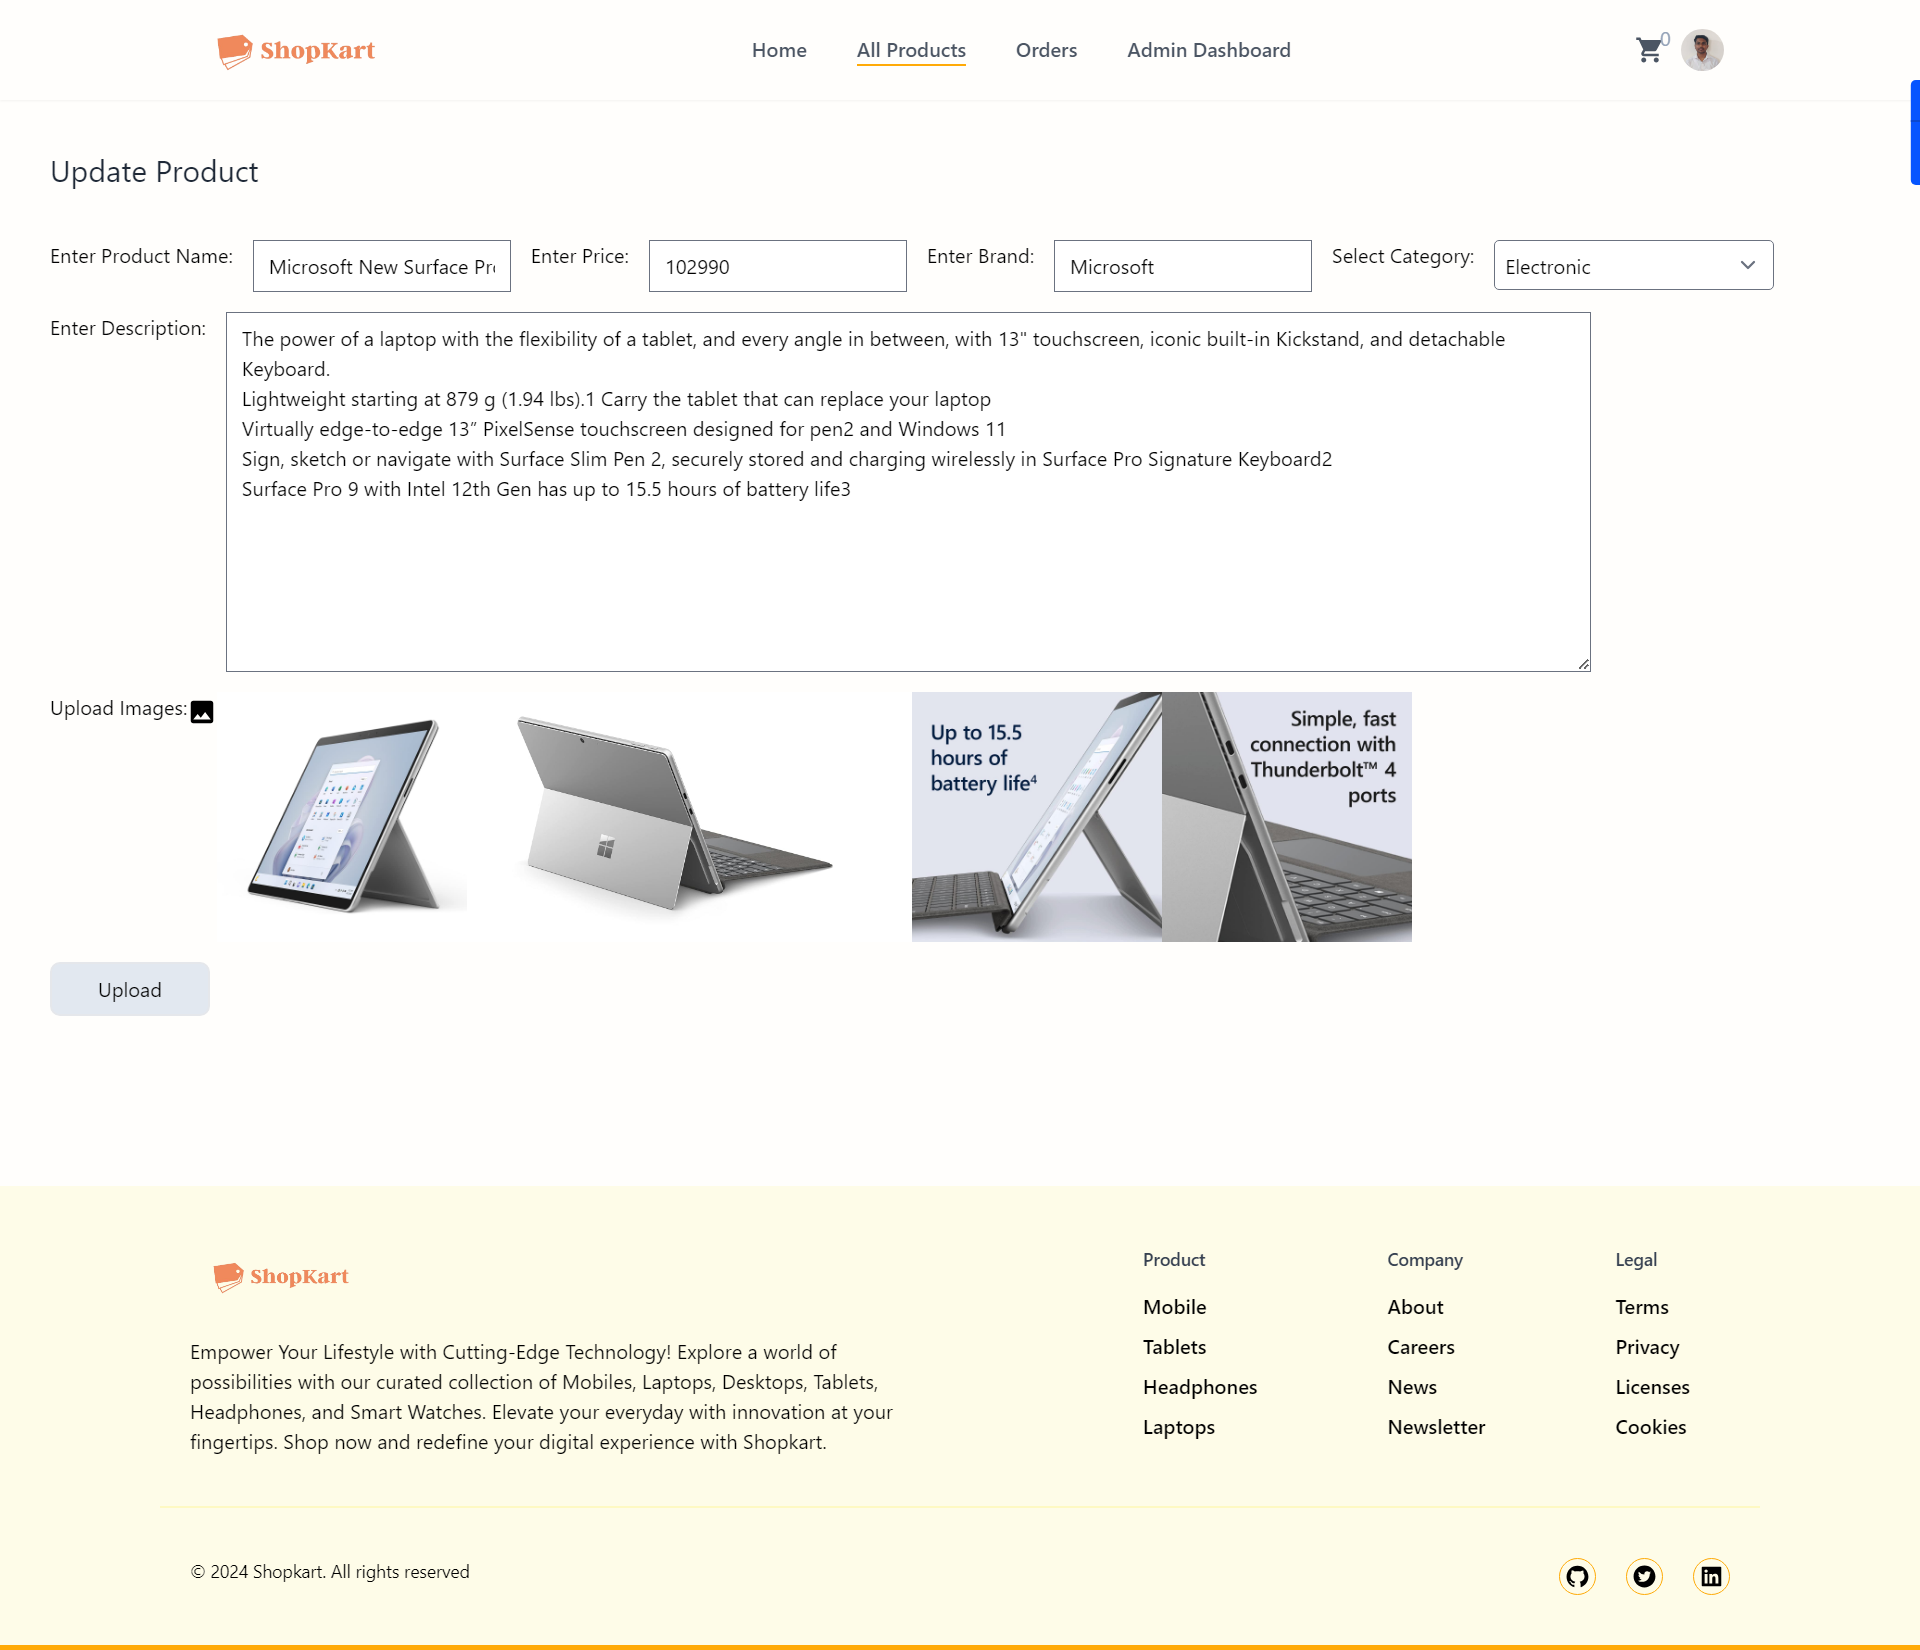 ShopKart
Home
All Products
Orders
Admin Dashboard
0
Update Product
Enter Product Name:
Microsoft New Surface Pr
Enter Price:
102990
Enter Brand:
Microsoft
Select Category:
Electronic
Enter Description:
The power of a laptop with the flexibility of a tablet, and every angle in between, with 13" touchscreen, iconic built-in Kickstand, and detachable
Keyboard.
Lightweight starting at 879 g (1.94 lbs).1 Carry the tablet that can replace your laptop
Virtually edge-to-edge 13” PixelSense touchscreen designed for pen2 and Windows 11
Sign, sketch or navigate with Surface Slim Pen 2, securely stored and charging wirelessly in Surface Pro Signature Keyboard2
Surface Pro 9 with Intel 12th Gen has up to 15.5 hours of battery life3
Upload Images:
Up to 15.5
hours of
battery life⁴
Simple, fast
connection with
Thunderbolt™ 4
ports
Upload
ShopKart
Empower Your Lifestyle with Cutting-Edge Technology! Explore a world of
possibilities with our curated collection of Mobiles, Laptops, Desktops, Tablets,
Headphones, and Smart Watches. Elevate your everyday with innovation at your
fingertips. Shop now and redefine your digital experience with Shopkart.
Product
Mobile
Tablets
Headphones
Laptops
Company
About
Careers
News
Newsletter
Legal
Terms
Privacy
Licenses
Cookies
© 2024 Shopkart. All rights reserved